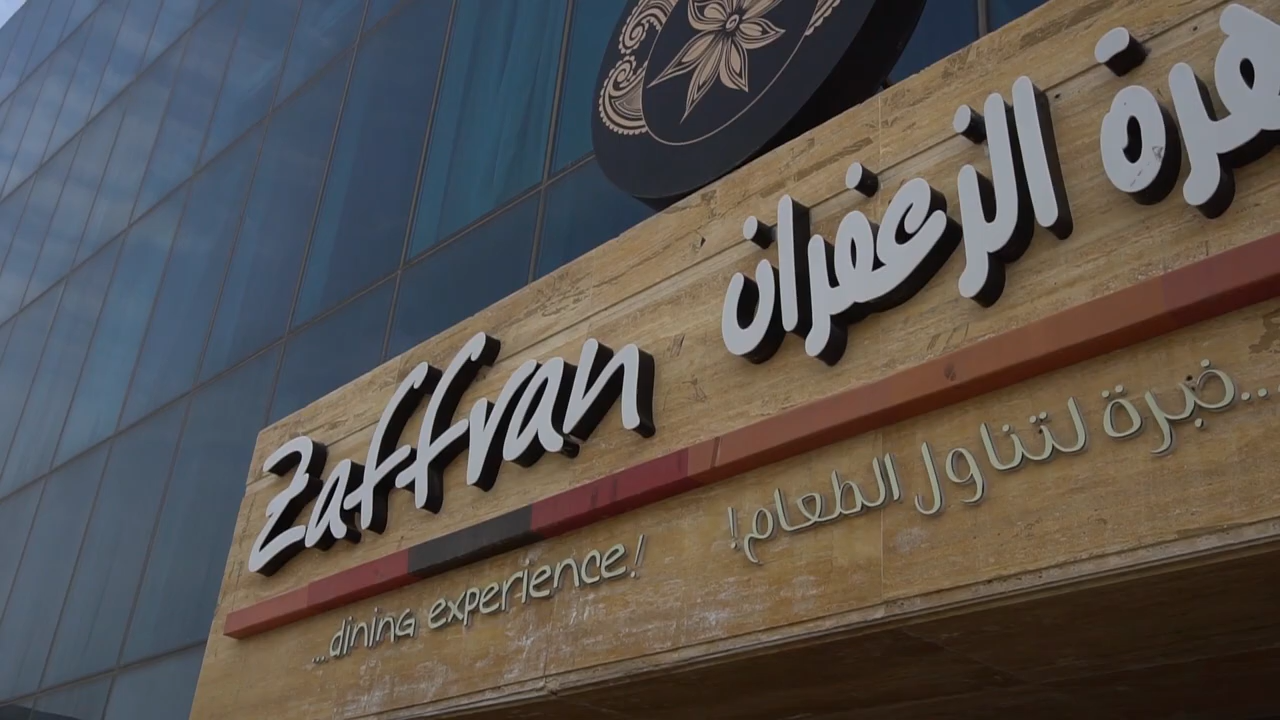 Zaffran
هرة الزعفران
...dining experience!
...خبرة لتناول الطعام!